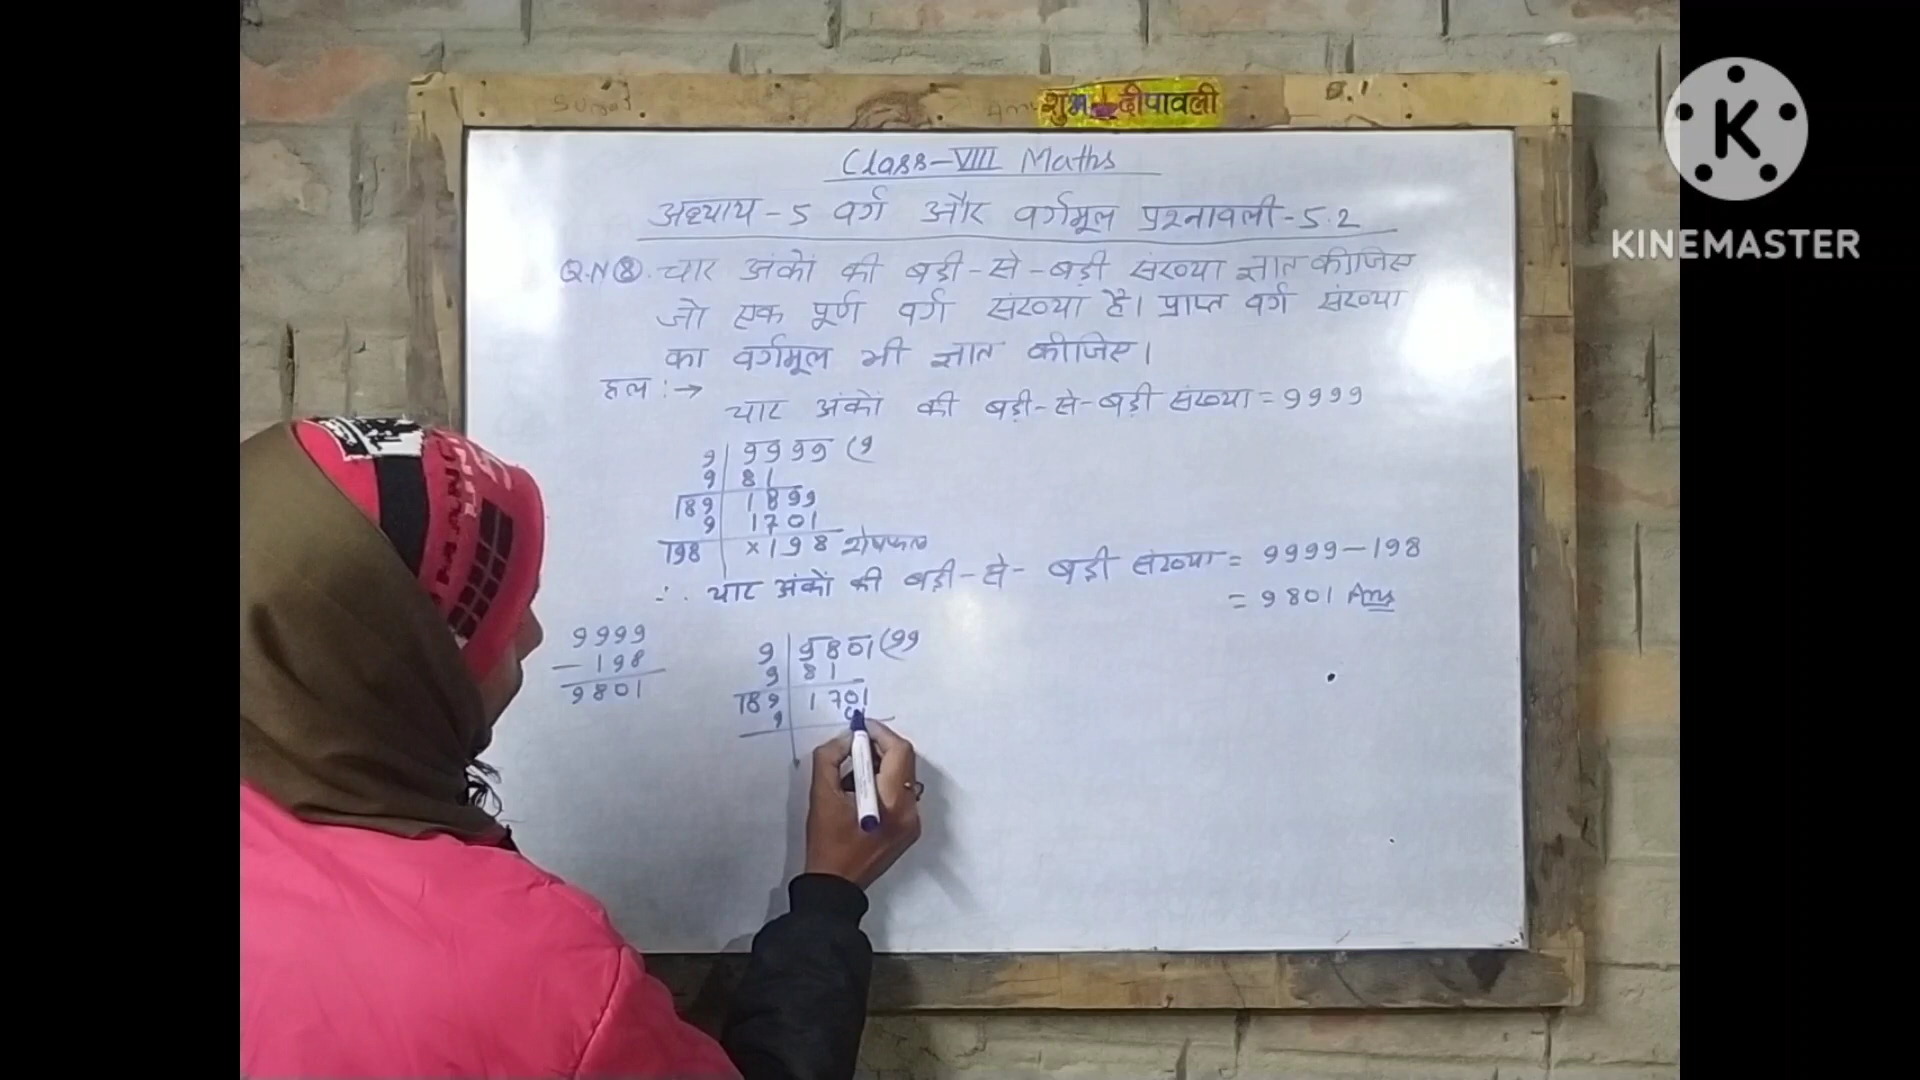 शुभ दीपावली
K
KINEMASTER
Class-VIII Maths
अध्याय-5 वर्ग और वर्गमूल प्रश्नावली-5.2
Q.N 8. चार अंकों की बड़ी-से-बड़ी संख्या ज्ञात कीजिए
जो एक पूर्ण वर्ग संख्या है। प्राप्त वर्ग संख्या
का वर्गमूल भी ज्ञात कीजिए।
हल :→
चार अंकों की बड़ी-से-बड़ी संख्या = 9999
9 | 9999 (9
9 | 81
189 | 1899
9 | 1701
198 | ×198 शेषफल
∴ चार अंकों की बड़ी-से-बड़ी संख्या = 9999-198
= 9801 Ans
9999
- 198
9801
9 | 9801 (99
9 | 81
189 | 1701
9
MAN